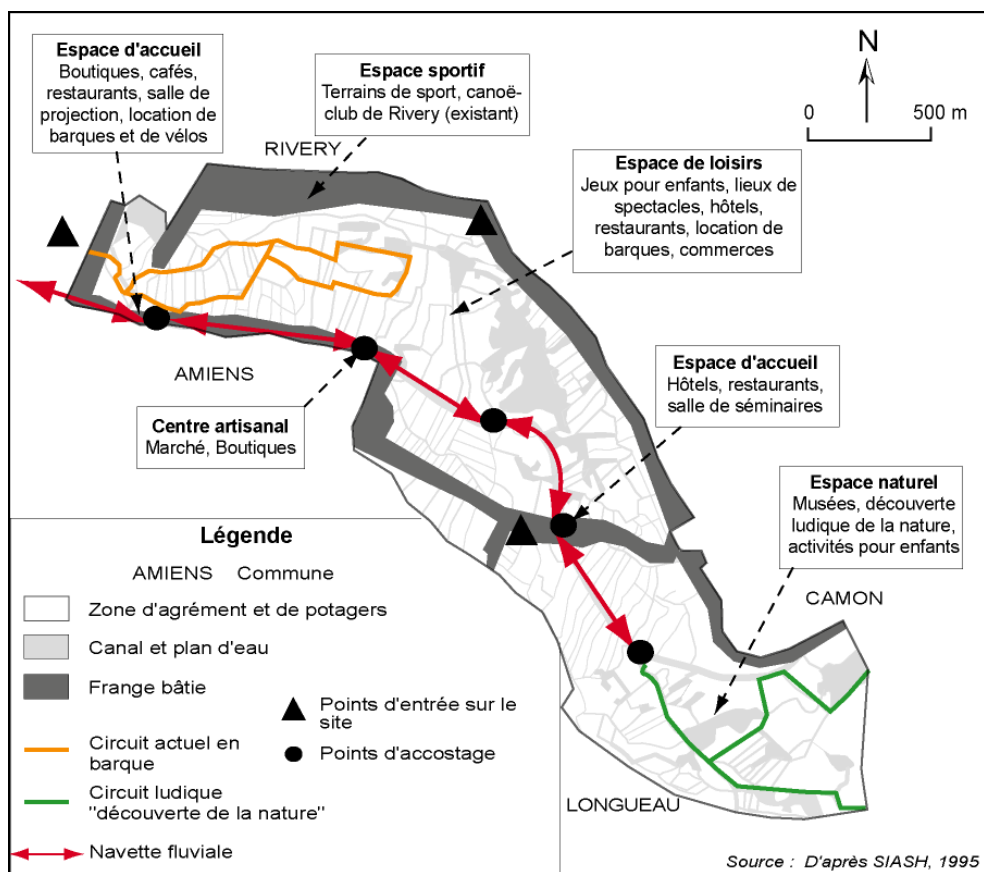 Espace d'accueil
Boutiques, cafés,
restaurants, salle de
projection, location de
barques et de vélos
Espace sportif
Terrains de sport, canoë-
club de Rivery (existant)
N
0 500 m
RIVERY
Espace de loisirs
Jeux pour enfants, lieux de
spectacles, hôtels,
restaurants, location de
barques, commerces
AMIENS
Centre artisanal
Marché, Boutiques
Espace d'accueil
Hôtels, restaurants,
salle de séminaires
Espace naturel
Musées, découverte
ludique de la nature,
activités pour enfants
CAMON
LONGUEAU
Légende
AMIENS Commune
Zone d'agrément et de potagers
Canal et plan d'eau
Frange bâtie
Circuit actuel en
barque
Circuit ludique
"découverte de la nature"
Navette fluviale
Points d'entrée sur le
site
Points d'accostage
Source : D'après SIASH, 1995